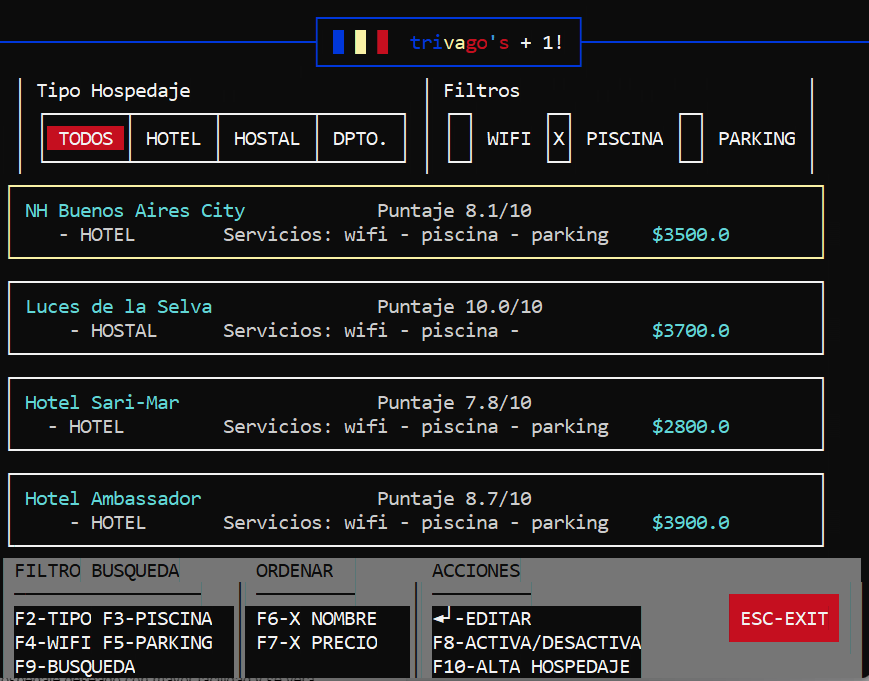 trivago's + 1!
Tipo Hospedaje Filtros
TODOS HOTEL HOSTAL DPTO. WIFI X PISCINA PARKING
NH Buenos Aires City Puntaje 8.1/10
- HOTEL Servicios: wifi - piscina - parking $3500.0
Luces de la Selva Puntaje 10.0/10
- HOSTAL Servicios: wifi - piscina - $3700.0
Hotel Sari-Mar Puntaje 7.8/10
- HOTEL Servicios: wifi - piscina - parking $2800.0
Hotel Ambassador Puntaje 8.7/10
- HOTEL Servicios: wifi - piscina - parking $3900.0
FILTRO BUSQUEDA ORDENAR ACCIONES
F2-TIPO F3-PISCINA F6-X NOMBRE ↵-EDITAR ESC-EXIT
F4-WIFI F5-PARKING F7-X PRECIO F8-ACTIVA/DESACTIVA
F9-BUSQUEDA F10-ALTA HOSPEDAJE